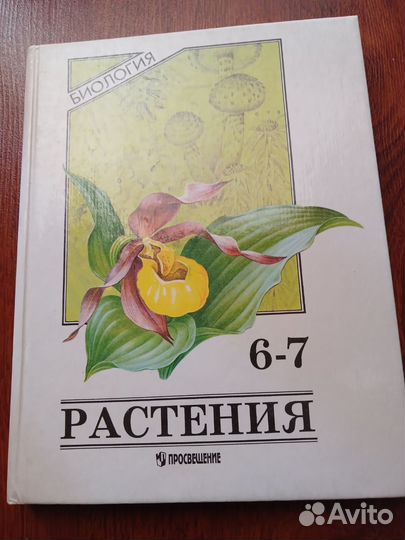 БИОЛОГИЯ
6-7
РАСТЕНИЯ
ПРОСВЕЩЕНИЕ
Avito